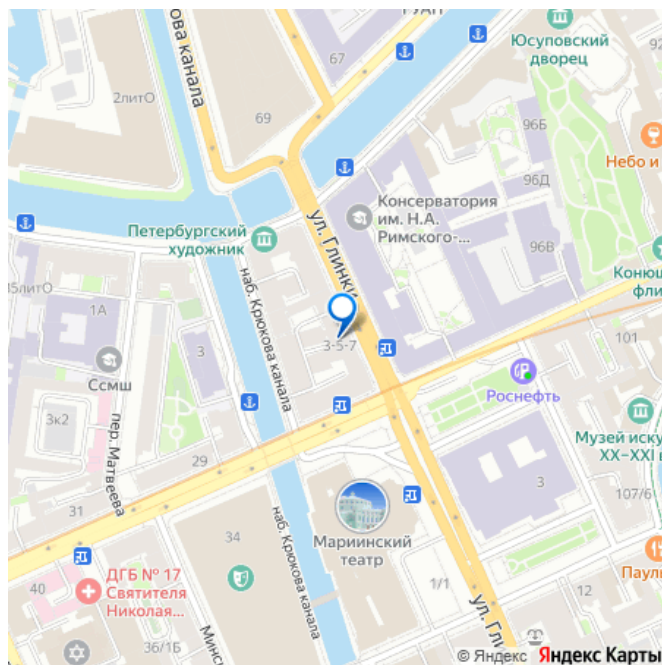 ГУАП
ова канала
67
Юсуповский
дворец
92
2литО
69
96Б
Небо и
96Д
Консерватория
им. Н.А.
Римского-...
Петербургский
художник
ул. Глинки
96В
Конюш
фли
15литО
1А
наб. Крюкова канала
3
3-5-7
101
Ссмш
Роснефть
3к2
пер. Матвеева
Музей иску
XX–XXI в
29
3
107/6
31
34
наб. Крюкова канала
Мариинский
театр
40
ДГБ № 17
Святителя
Николая...
1/1
Паул
12
36/1Б
Минс
ул. Гли
© Яндекс Яндекс Карты